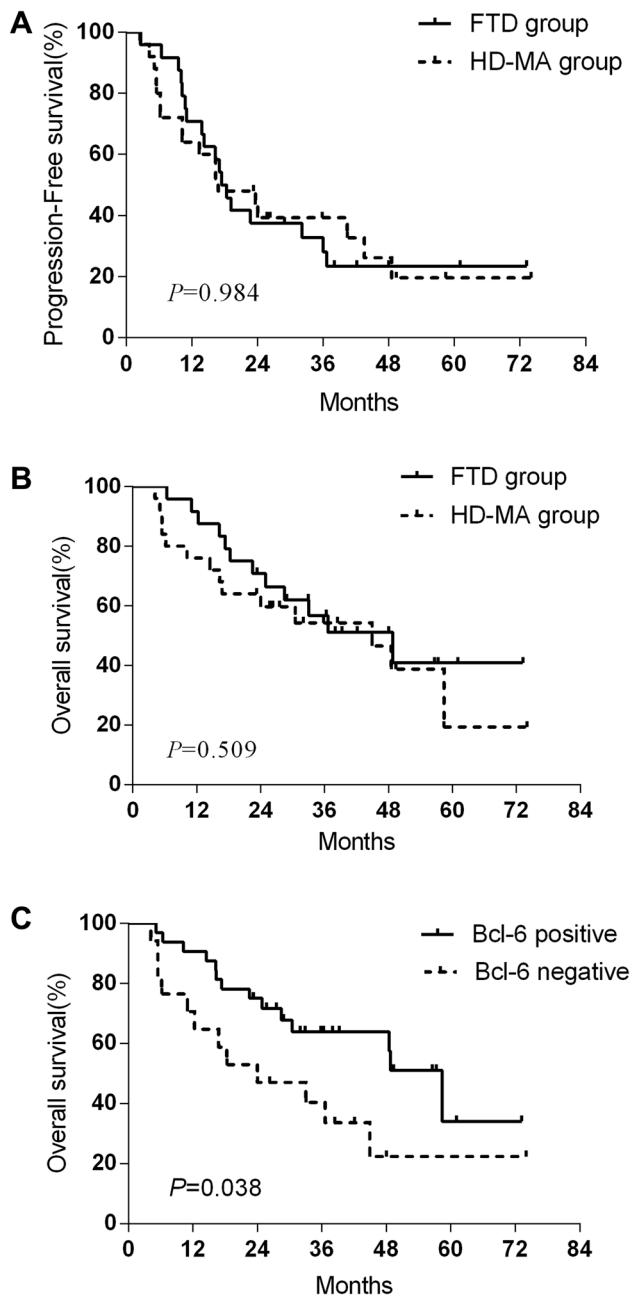 A
FTD group
HD-MA group
Progression-Free survival(%)
100
80
60
40
20
0
P=0.984
0 12 24 36 48 60 72 84
Months
B
FTD group
HD-MA group
Overall survival(%)
100
80
60
40
20
0
P=0.509
0 12 24 36 48 60 72 84
Months
C
Bcl-6 positive
Bcl-6 negative
Overall survival(%)
100
80
60
40
20
0
P=0.038
0 12 24 36 48 60 72 84
Months